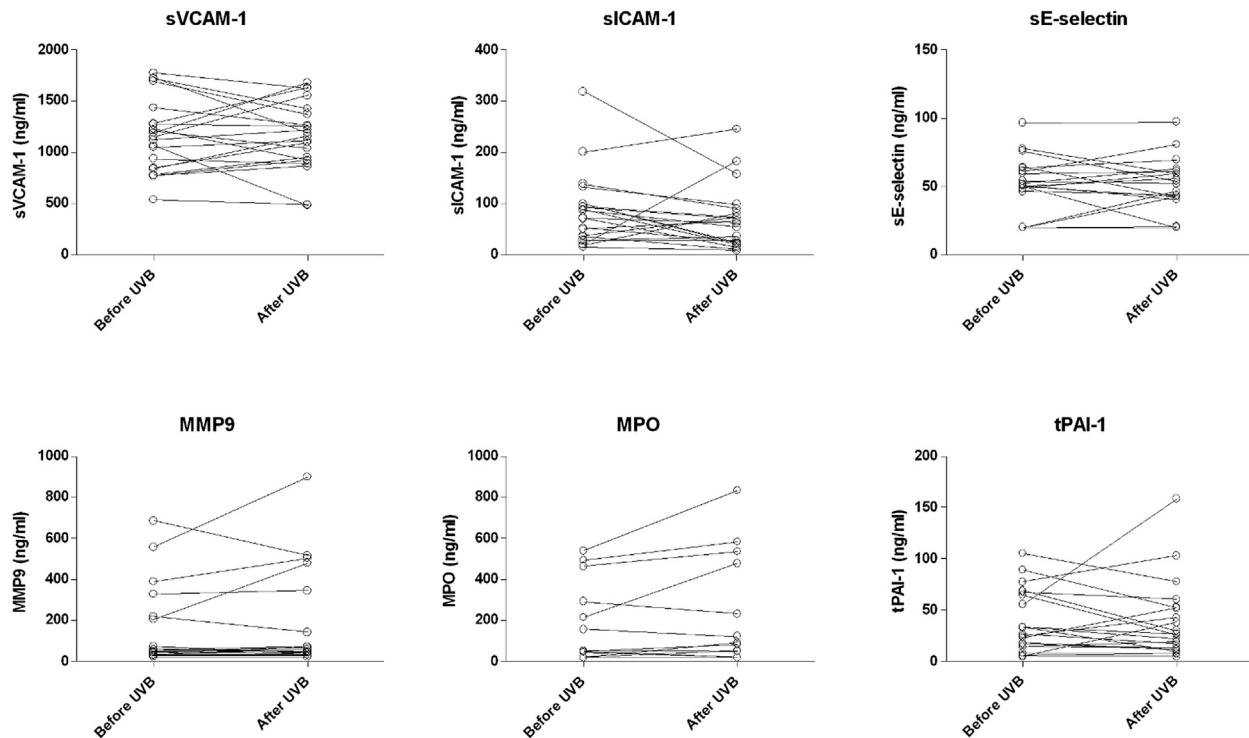 sVCAM-1
sICAM-1
sE-selectin
2000
1500
1000
500
0
sVCAM-1 (ng/ml)
Before UVB
After UVB
400
300
200
100
0
sICAM-1 (ng/ml)
Before UVB
After UVB
150
100
50
0
sE-selectin (ng/ml)
Before UVB
After UVB
MMP9
MPO
tPAI-1
1000
800
600
400
200
0
MMP9 (ng/ml)
Before UVB
After UVB
1000
800
600
400
200
0
MPO (ng/ml)
Before UVB
After UVB
200
150
100
50
0
tPAI-1 (ng/ml)
Before UVB
After UVB